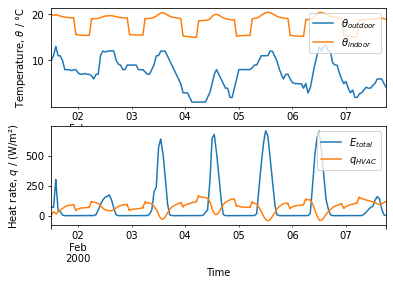 Temperature, θ / °C
20
10
θoutdoor
θindoor
02
03
04
05
06
07
Heat rate, q / (W/m²)
500
250
0
Etotal
qHVAC
02
03
04
05
06
07
Feb
2000
Time